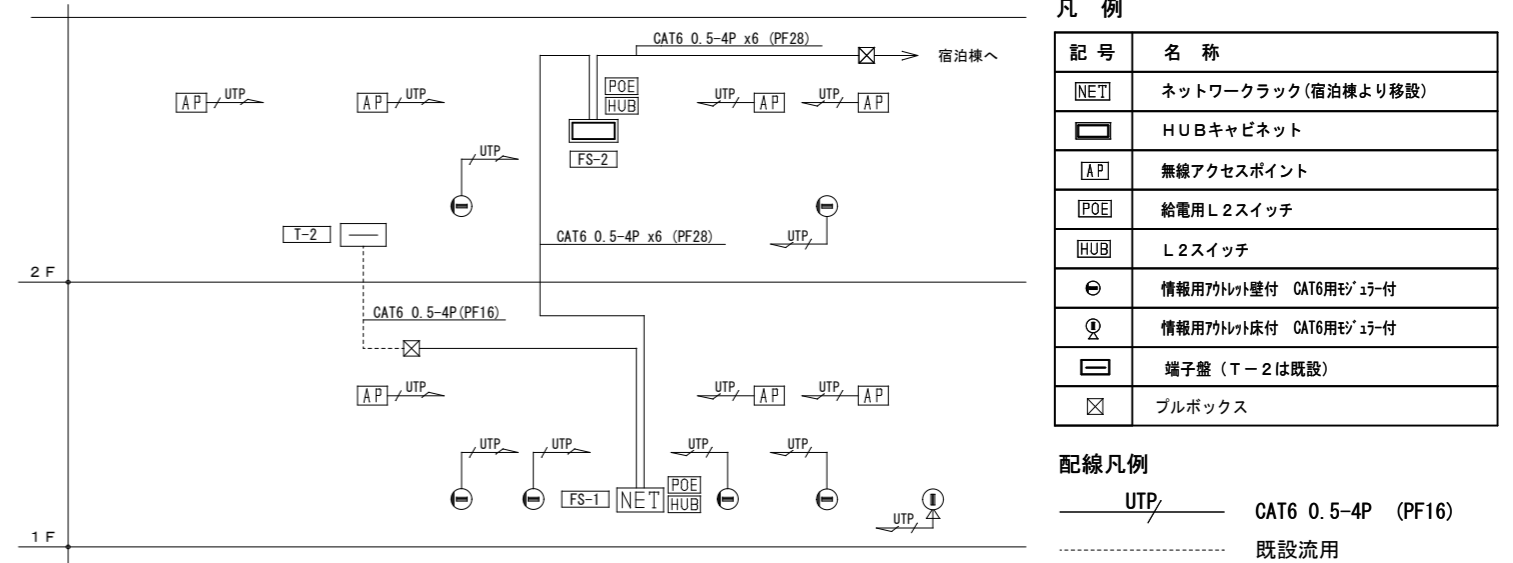 CAT6 0.5-4P x6 (PF28)
宿泊棟へ
POE
HUB
AP
UTP
AP
UTP
UTP
AP
UTP
AP
FS-2
UTP
T-2
CAT6 0.5-4P x6 (PF28)
UTP
2F
CAT6 0.5-4P(PF16)
AP
UTP
UTP
AP
UTP
AP
UTP
UTP
UTP
UTP
FS-1
NET
POE
HUB
UTP
1F
凡 例
記号 名 称
NET ネットワークラック(宿泊棟より移設)
HUBキャビネット
AP 無線アクセスポイント
POE 給電用L2スイッチ
HUB L2スイッチ
情報用アウトレット壁付 CAT6用モジュラー付
情報用アウトレット床付 CAT6用モジュラー付
端子盤(T-2は既設)
プルボックス
配線凡例
UTP CAT6 0.5-4P (PF16)
既設流用